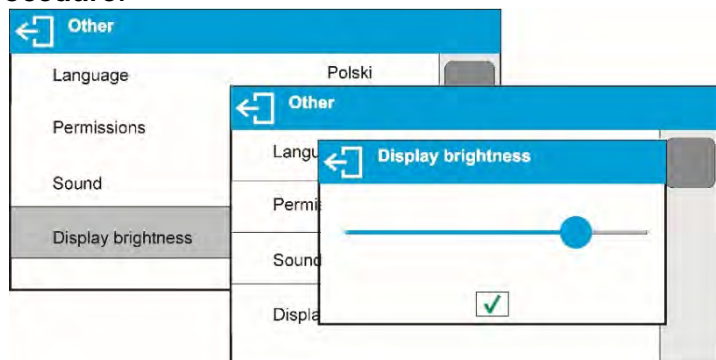 Other
Language Polski
Permissions
Sound
Display brightness
Other
Langu
Permi
Sound
Displa
Display brightness